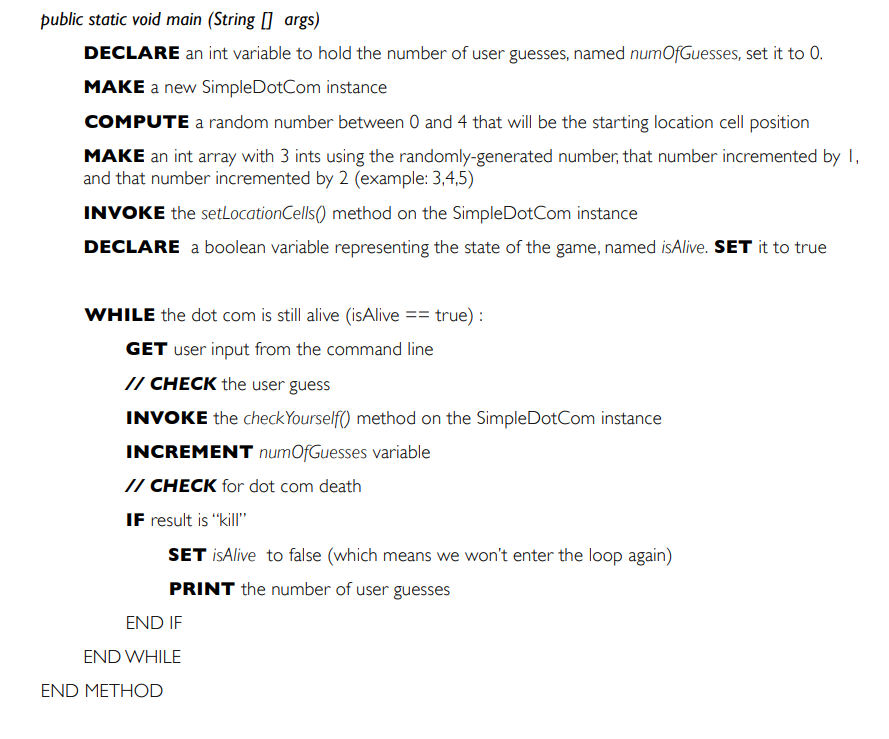 public static void main (String [] args)
DECLARE an int variable to hold the number of user guesses, named numOfGuesses, set it to 0.
MAKE a new SimpleDotCom instance
COMPUTE a random number between 0 and 4 that will be the starting location cell position
MAKE an int array with 3 ints using the randomly-generated number, that number incremented by 1,
and that number incremented by 2 (example: 3,4,5)
INVOKE the setLocationCells() method on the SimpleDotCom instance
DECLARE a boolean variable representing the state of the game, named isAlive. SET it to true
WHILE the dot com is still alive (isAlive == true) :
GET user input from the command line
// CHECK the user guess
INVOKE the checkYourself() method on the SimpleDotCom instance
INCREMENT numOfGuesses variable
// CHECK for dot com death
IF result is “kill”
SET isAlive to false (which means we won’t enter the loop again)
PRINT the number of user guesses
END IF
END WHILE
END METHOD